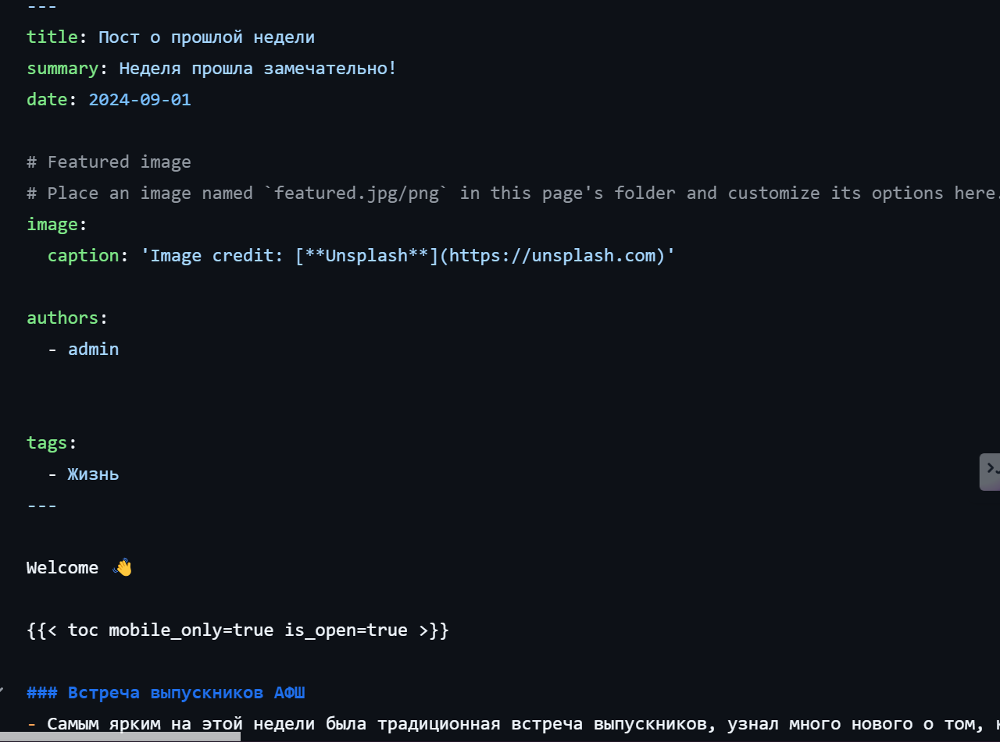 ---
title: Пост о прошлой недели
summary: Неделя прошла замечательно!
date: 2024-09-01
# Featured image
# Place an image named `featured.jpg/png` in this page's folder and customize its options here.
image:
  caption: 'Image credit: [**Unsplash**](https://unsplash.com)'
authors:
  - admin
tags:
  - Жизнь
---
Welcome 👋
{{< toc mobile_only=true is_open=true >}}
### Встреча выпускников АФШ
- Самым ярким на этой недели была традиционная встреча выпускников, узнал много нового о том,